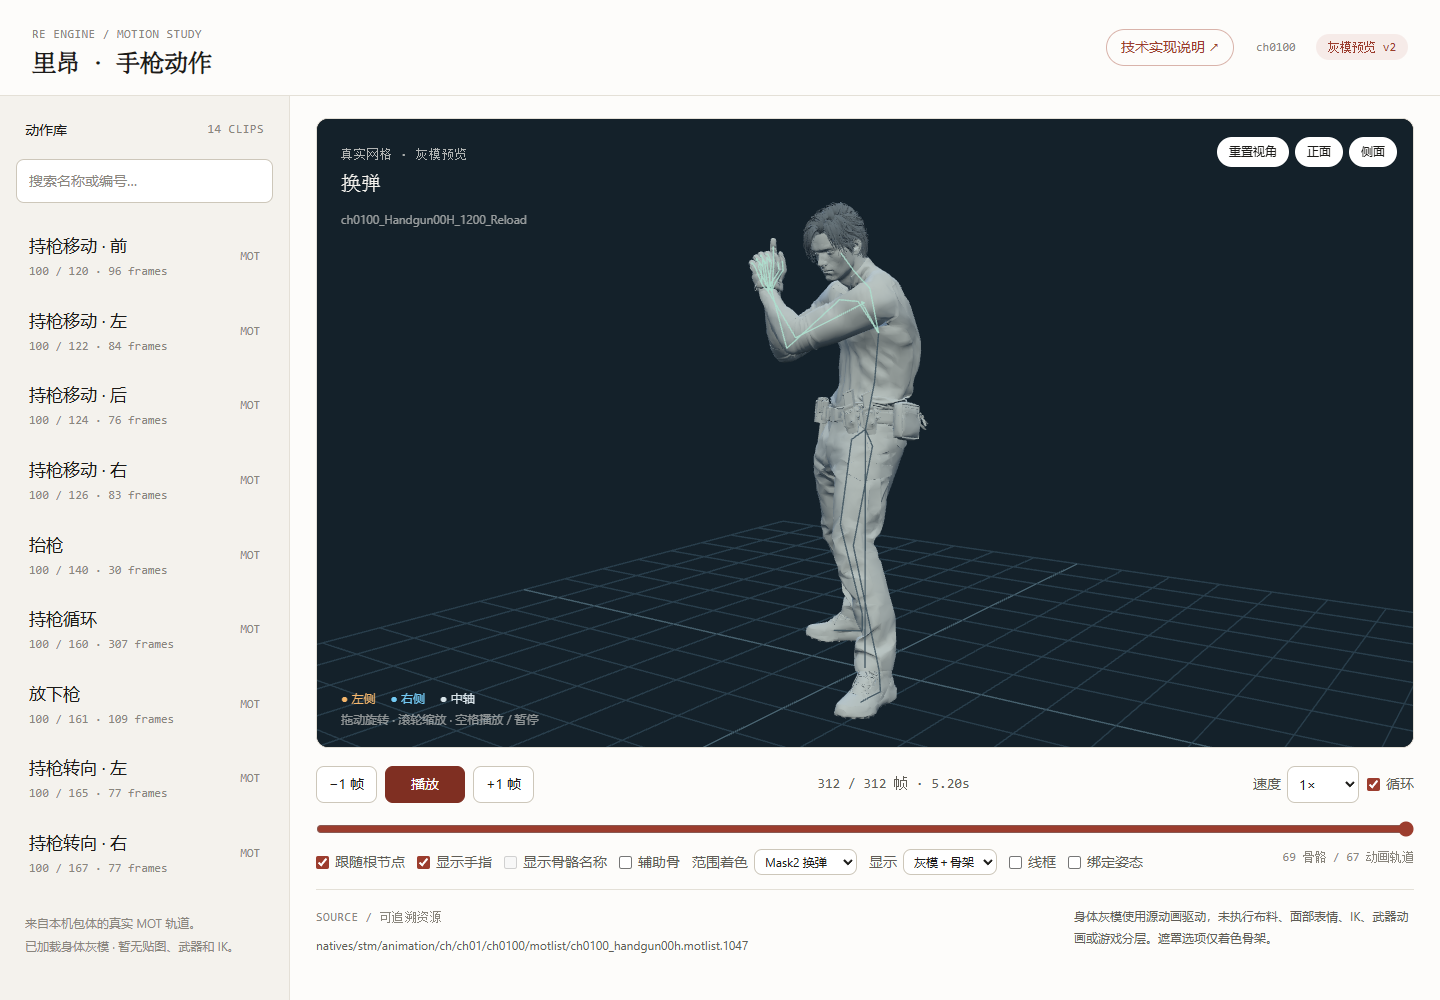 RE ENGINE / MOTION STUDY
里昂 · 手枪动作
技术实现说明 ↗
ch0100
灰模预览 v2
动作库
14 CLIPS
搜索名称或编号...
持枪移动 · 前
100 / 120 · 96 frames
MOT
持枪移动 · 左
100 / 122 · 84 frames
MOT
持枪移动 · 后
100 / 124 · 76 frames
MOT
持枪移动 · 右
100 / 126 · 83 frames
MOT
抬枪
100 / 140 · 30 frames
MOT
持枪循环
100 / 160 · 307 frames
MOT
放下枪
100 / 161 · 109 frames
MOT
持枪转向 · 左
100 / 165 · 77 frames
MOT
持枪转向 · 右
100 / 167 · 77 frames
MOT
来自本机包体的真实 MOT 轨道。
已加载身体灰模 · 暂无贴图、武器和 IK。
真实网格 · 灰模预览
换弹
ch0100_Handgun00H_1200_Reload
重置视角
正面
侧面
● 左侧 ● 右侧 ● 中轴
拖动旋转 · 滚轮缩放 · 空格播放 / 暂停
−1 帧
播放
+1 帧
312 / 312 帧 · 5.20s
速度
1×
循环
跟随根节点
显示手指
显示骨骼名称
辅助骨
范围着色
Mask2 换弹
显示
灰模 + 骨架
线框
绑定姿态
69 骨骼 / 67 动画轨道
SOURCE / 可追溯资源
natives/stm/animation/ch/ch01/ch0100/motlist/ch0100_handgun00h.motlist.1047
身体灰模使用源动画驱动，未执行布料、面部表情、IK、武器动
画或游戏分层。遮罩选项仅着色骨架。